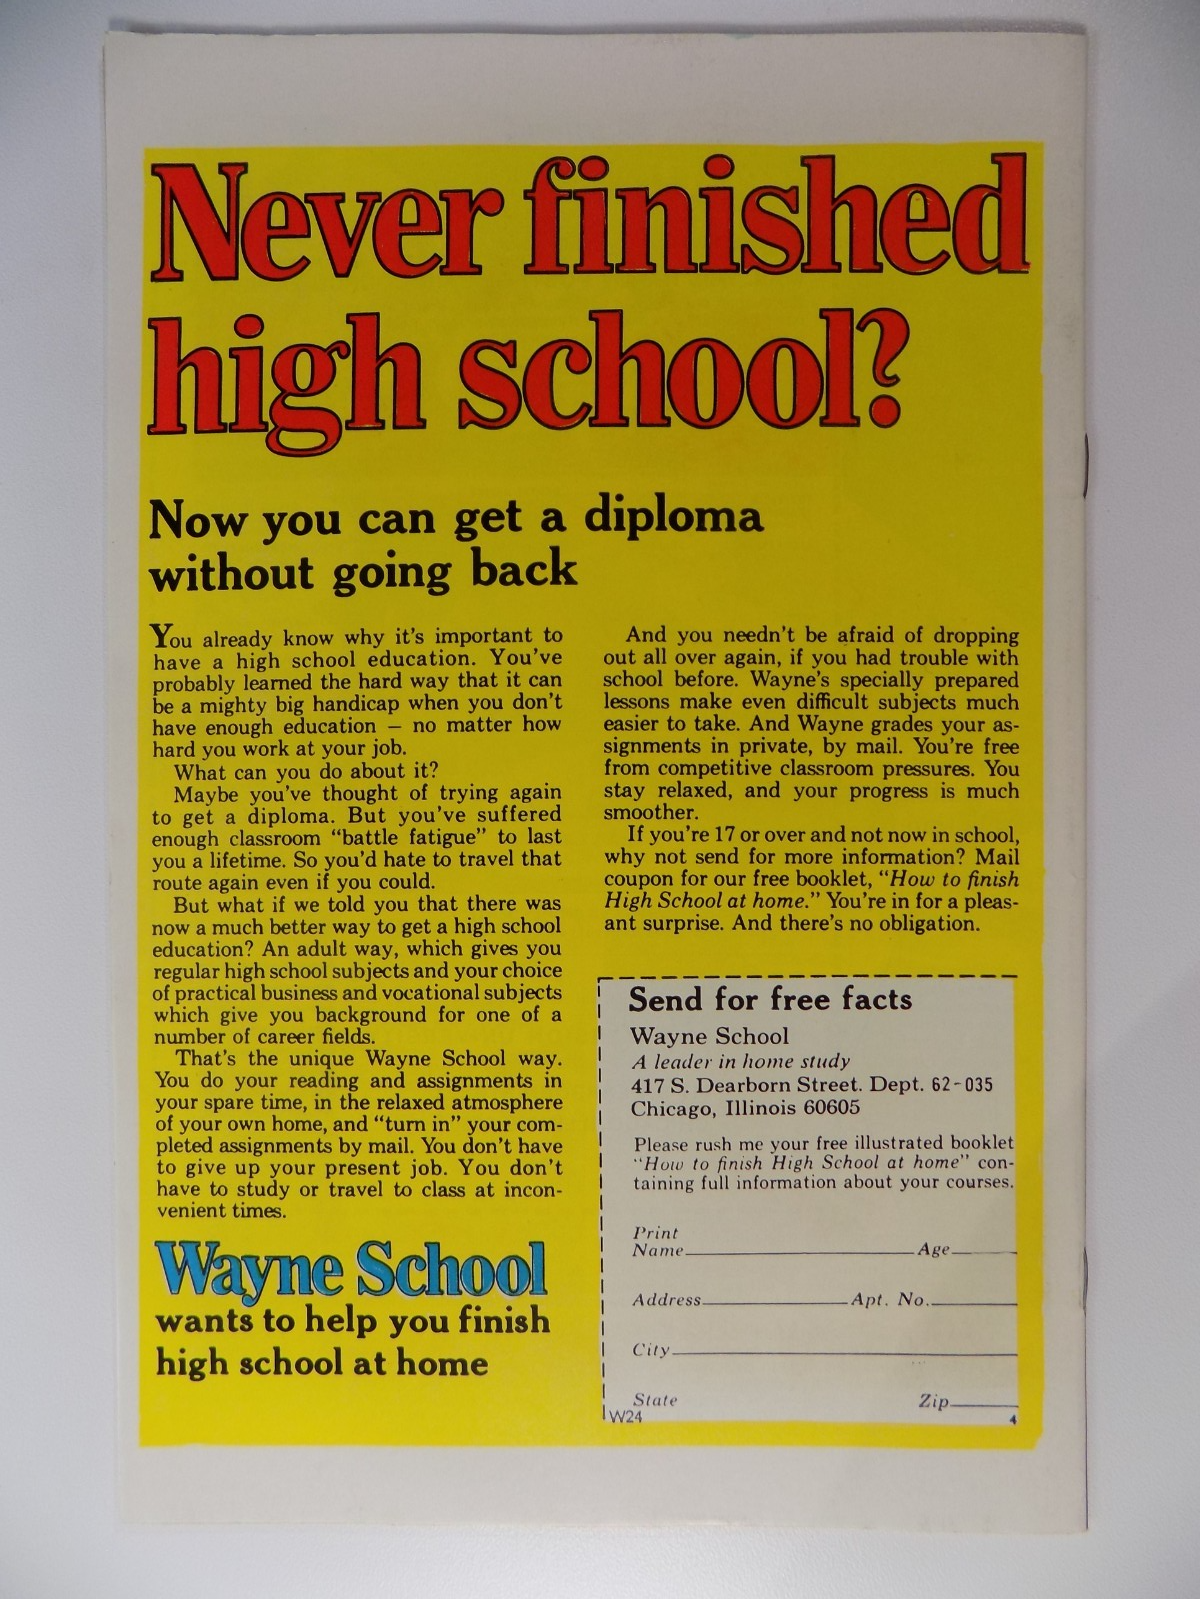 Never finished
high school?
Now you can get a diploma
without going back
You already know why it's important to
have a high school education. You've
probably learned the hard way that it can
be a mighty big handicap when you don't
have enough education – no matter how
hard you work at your job.
What can you do about it?
Maybe you've thought of trying again
to get a diploma. But you've suffered
enough classroom "battle fatigue" to last
you a lifetime. So you'd hate to travel that
route again even if you could.
But what if we told you that there was
now a much better way to get a high school
education? An adult way, which gives you
regular high school subjects and your choice
of practical business and vocational subjects
which give you background for one of a
number of career fields.
That's the unique Wayne School way.
You do your reading and assignments in
your spare time, in the relaxed atmosphere
of your own home, and "turn in" your com-
pleted assignments by mail. You don't have
to give up your present job. You don't
have to study or travel to class at incon-
venient times.
Wayne School
wants to help you finish
high school at home
And you needn't be afraid of dropping
out all over again, if you had trouble with
school before. Wayne's specially prepared
lessons make even difficult subjects much
easier to take. And Wayne grades your as-
signments in private, by mail. You're free
from competitive classroom pressures. You
stay relaxed, and your progress is much
smoother.
If you're 17 or over and not now in school,
why not send for more information? Mail
coupon for our free booklet, "How to finish
High School at home." You're in for a pleas-
ant surprise. And there's no obligation.
Send for free facts
Wayne School
A leader in home study
417 S. Dearborn Street. Dept. 62-035
Chicago, Illinois 60605
Please rush me your free illustrated booklet
"How to finish High School at home" con-
taining full information about your courses.
Print
Name Age
Address Apt. No.
City
State Zip
W24 4